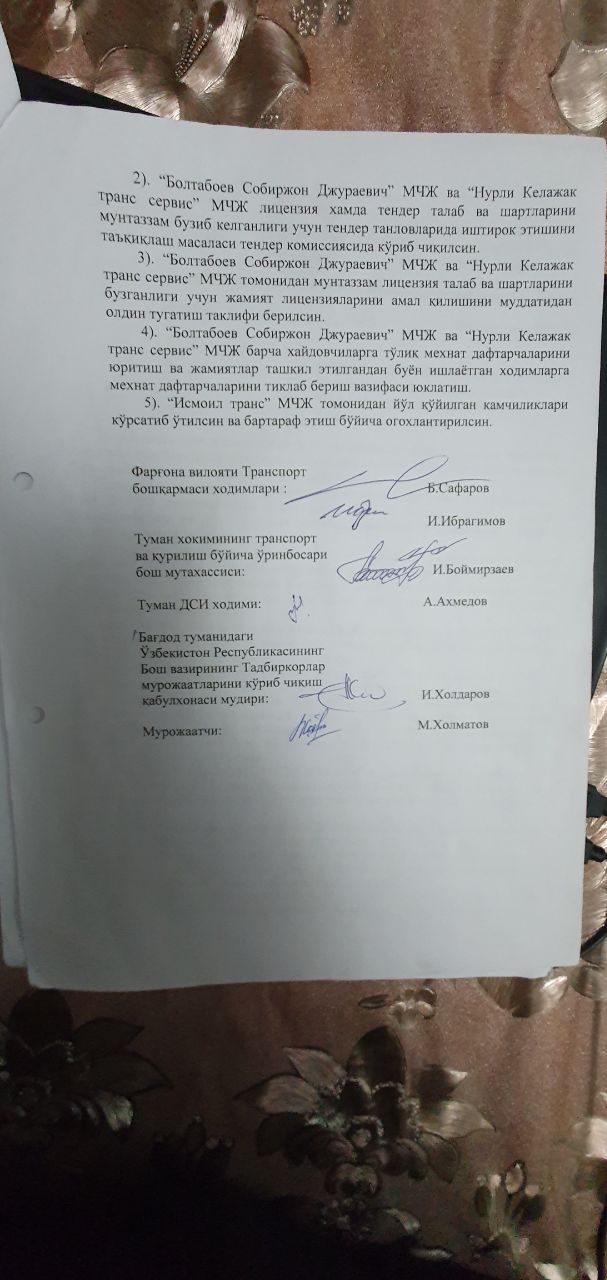 2). “Болтабоев Собиржон Джураевич” МЧЖ ва “Нурли Келажак
транс сервис” МЧЖ лицензия хамда тендер талаб ва шартларини
мунтаззам бузиб келганлиги учун тендер танловларида иштирок этишини
таъқиқлаш масаласи тендер комиссиясида кўриб чиқилсин.
3). “Болтабоев Собиржон Джураевич” МЧЖ ва “Нурли Келажак
транс сервис” МЧЖ томонидан мунтаззам лицензия талаб ва шартларини
бузганлиги учун жамият лицензияларини амал қилишини муддатидан
олдин тугатиш таклифи берилсин.
4). “Болтабоев Собиржон Джураевич” МЧЖ ва “Нурли Келажак
транс сервис” МЧЖ барча хайдовчиларга тўлиқ мехнат дафтарчаларини
юритиш ва жамиятлар ташкил этилгандан буён ишлаётган ходимларга
мехнат дафтарчаларини тиклаб бериш вазифаси юклатиш.
5). “Исмоил транс” МЧЖ томонидан йўл қўйилган камчиликлари
кўрсатиб ўтилсин ва бартараф этиш бўйича огохлантирилсин.
Фарғона вилояти Транспорт
бошқармаси ходимлари : Б.Сафаров
И.Ибрагимов
Туман хокимининг транспорт
ва қурилиш бўйича ўринбосари
бош мутахассиси: И.Боймирзаев
Туман ДСИ ходими: А.Ахмедов
Бағдод туманидаги
Ўзбекистон Республикасининг
Бош вазирининг Тадбиркорлар
мурожаатларини кўриб чиқиш
қабулхонаси мудири: И.Холдаров
Мурожаатчи: М.Холматов